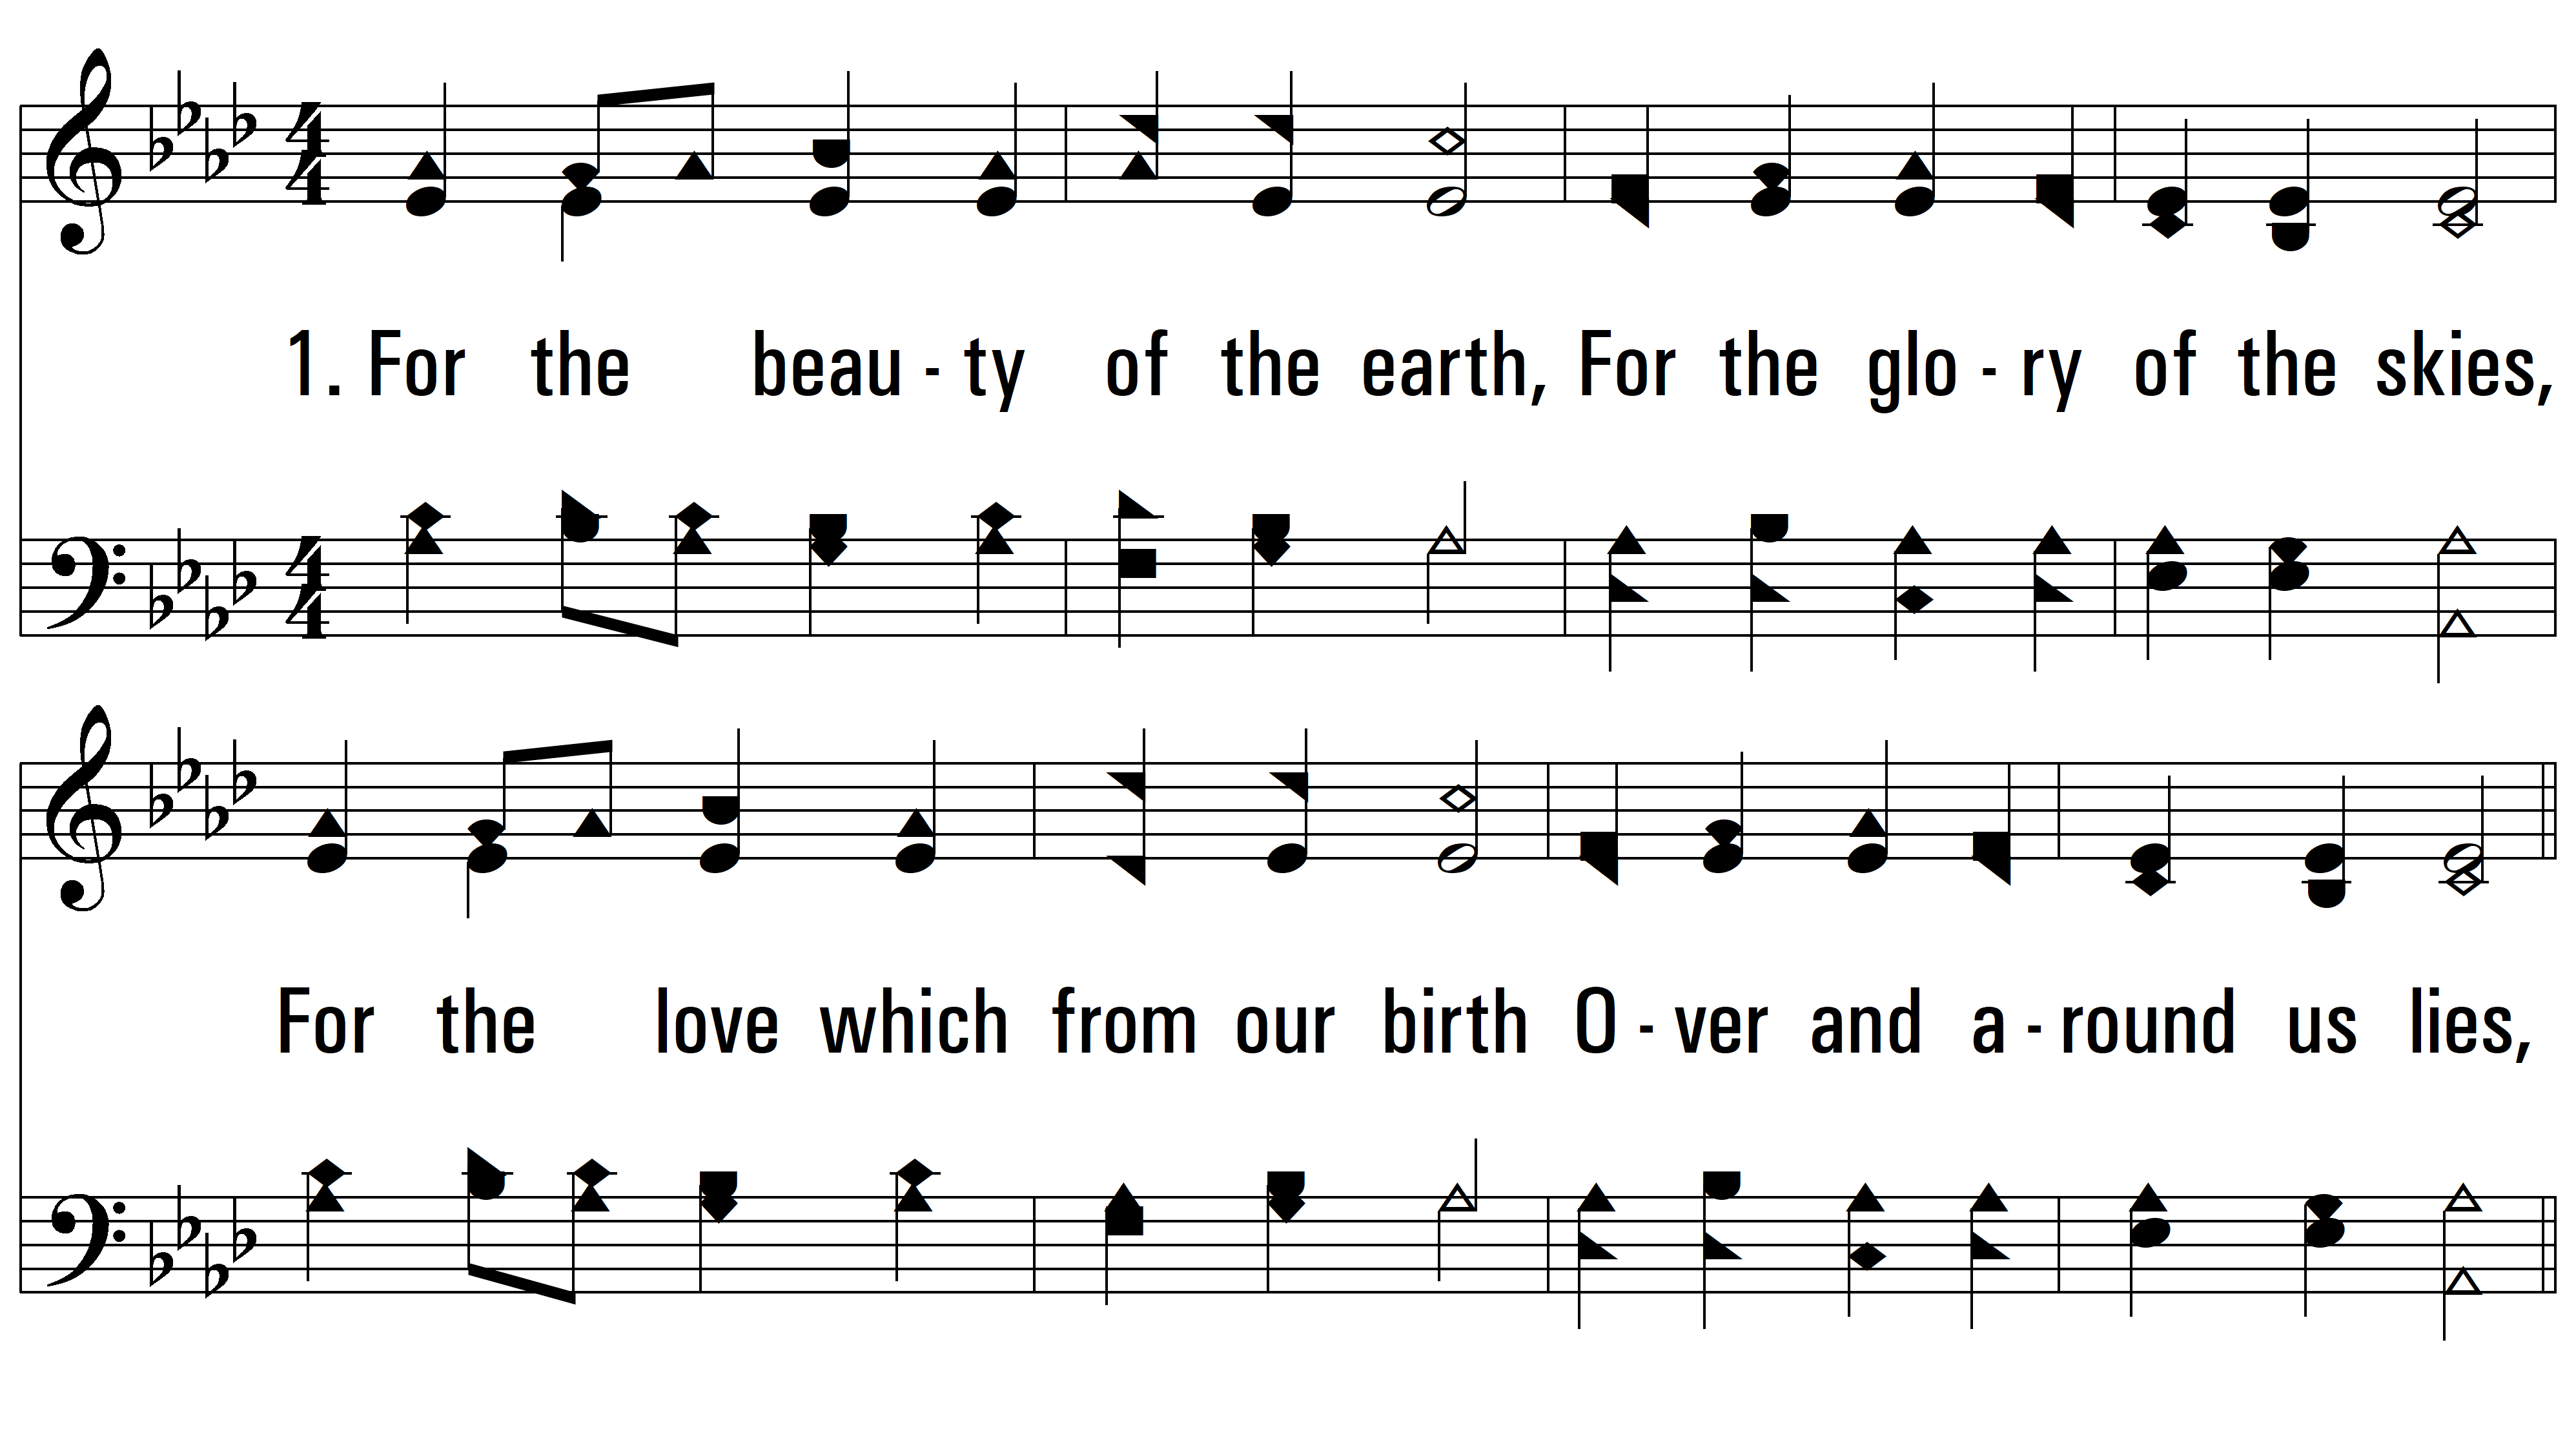 1. For the beau - ty of the earth, For the glo - ry of the skies,
For the love which from our birth O - ver and a - round us lies,